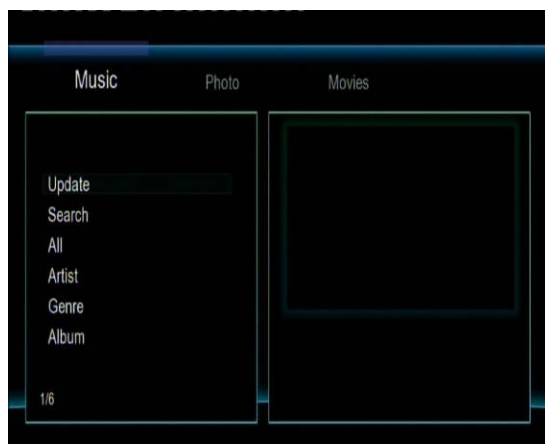 Music Photo Movies
Update
Search
All
Artist
Genre
Album
1/6